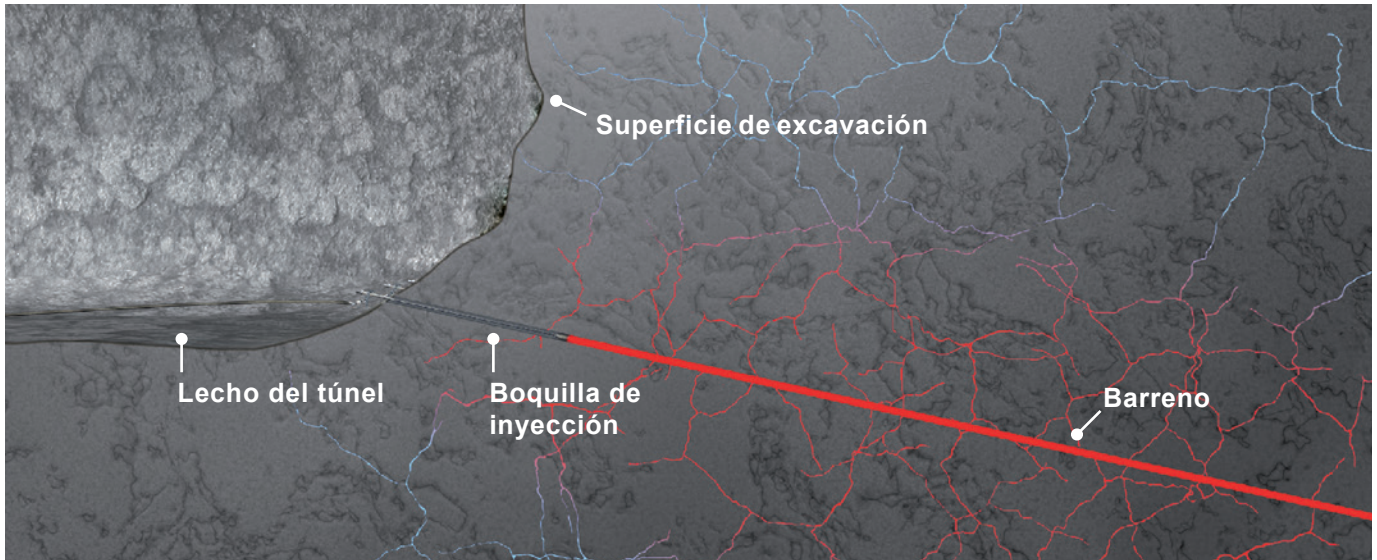 Superficie de excavación
Lecho del túnel
Boquilla de
inyección
Barreno